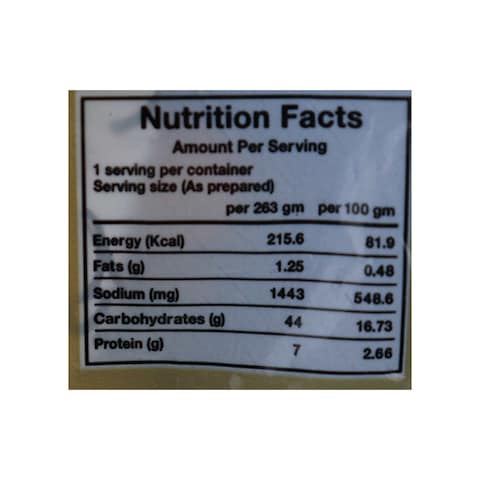 Nutrition Facts
Amount Per Serving
1 serving per container
Serving size (As prepared)
per 263 gm per 100 gm
Energy (Kcal) 215.6 81.9
Fats (g) 1.25 0.48
Sodium (mg) 1443 548.6
Carbohydrates (g) 44 16.73
Protein (g) 7 2.66